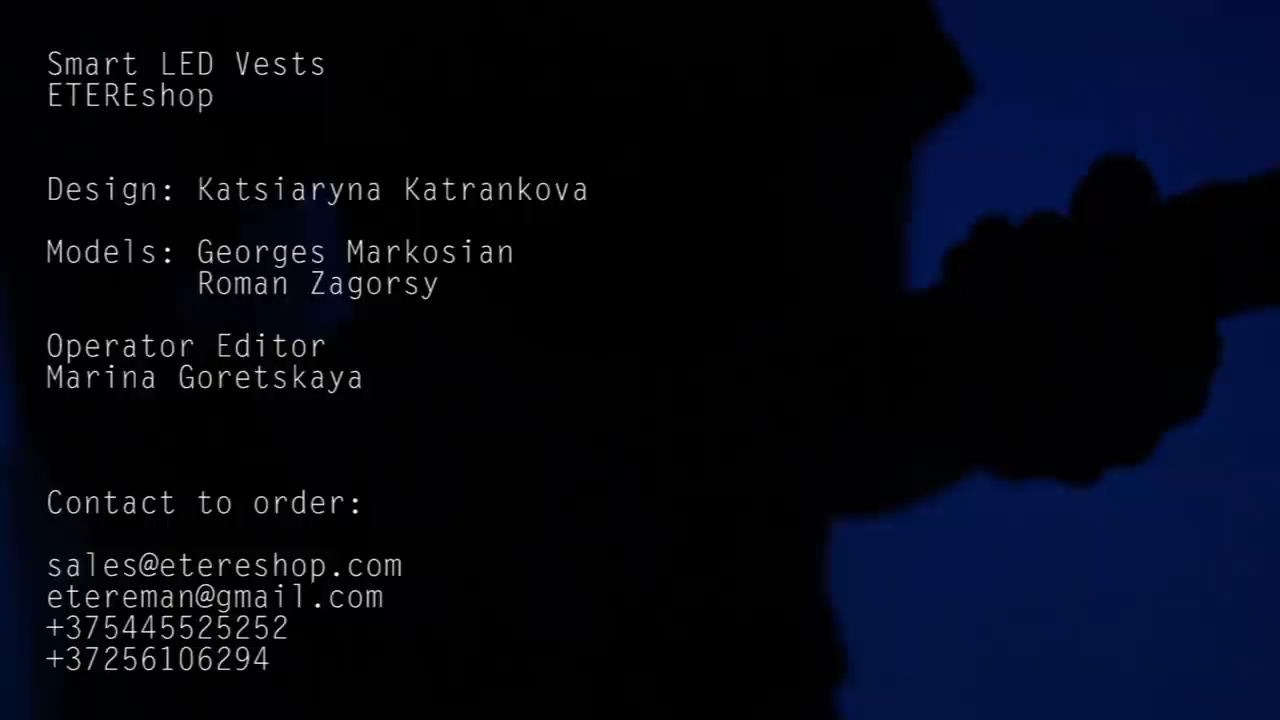 Smart LED Vests
ETEREshop
Design: Katsiaryna Katrankova
Models: Georges Markosian
Roman Zagorsy
Operator Editor
Marina Goretskaya
Contact to order:
sales@etereshop.com
etereman@gmail.com
+375445525252
+37256106294